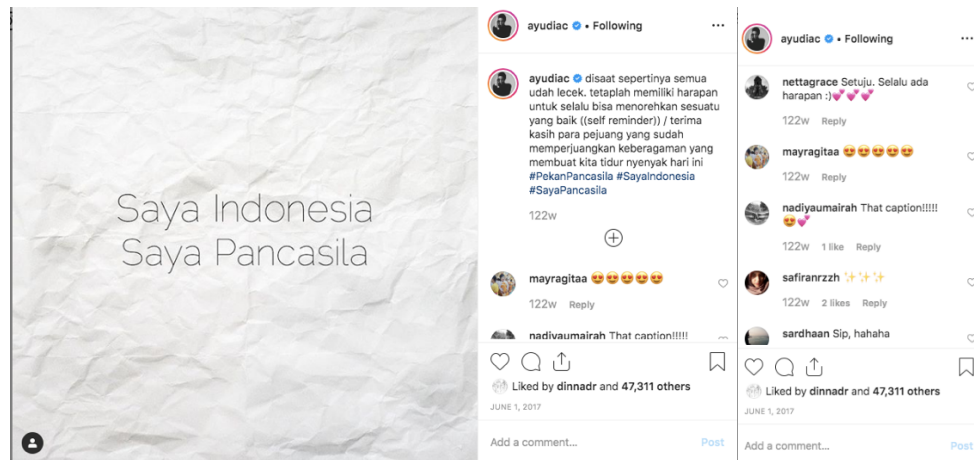 Saya Indonesia
Saya Pancasila
ayudiac • Following
ayudiac disaat sepertinya semua
udah lecek. tetaplah memiliki harapan
untuk selalu bisa menorehkan sesuatu
yang baik ((self reminder)) / terima
kasih para pejuang yang sudah
memperjuangkan keberagaman yang
membuat kita tidur nyenyak hari ini
#PekanPancasila #SayaIndonesia
#SayaPancasila
122w
mayragitaa 😍😍😍😍😍
122w Reply
nadiyaumairah That caption!!!!!
Liked by dinnadr and 47,311 others
JUNE 1, 2017
Add a comment... Post
ayudiac • Following
nettagrace Setuju. Selalu ada
harapan :)💕💕💕
122w Reply
mayragitaa 😍😍😍😍😍
122w Reply
nadiyaumairah That caption!!!!!
😍💕
122w 1 like Reply
safiranrzzh ✨✨✨
122w 2 likes Reply
sardhaan Sip, hahaha
Liked by dinnadr and 47,311 others
JUNE 1, 2017
Add a comment... Post